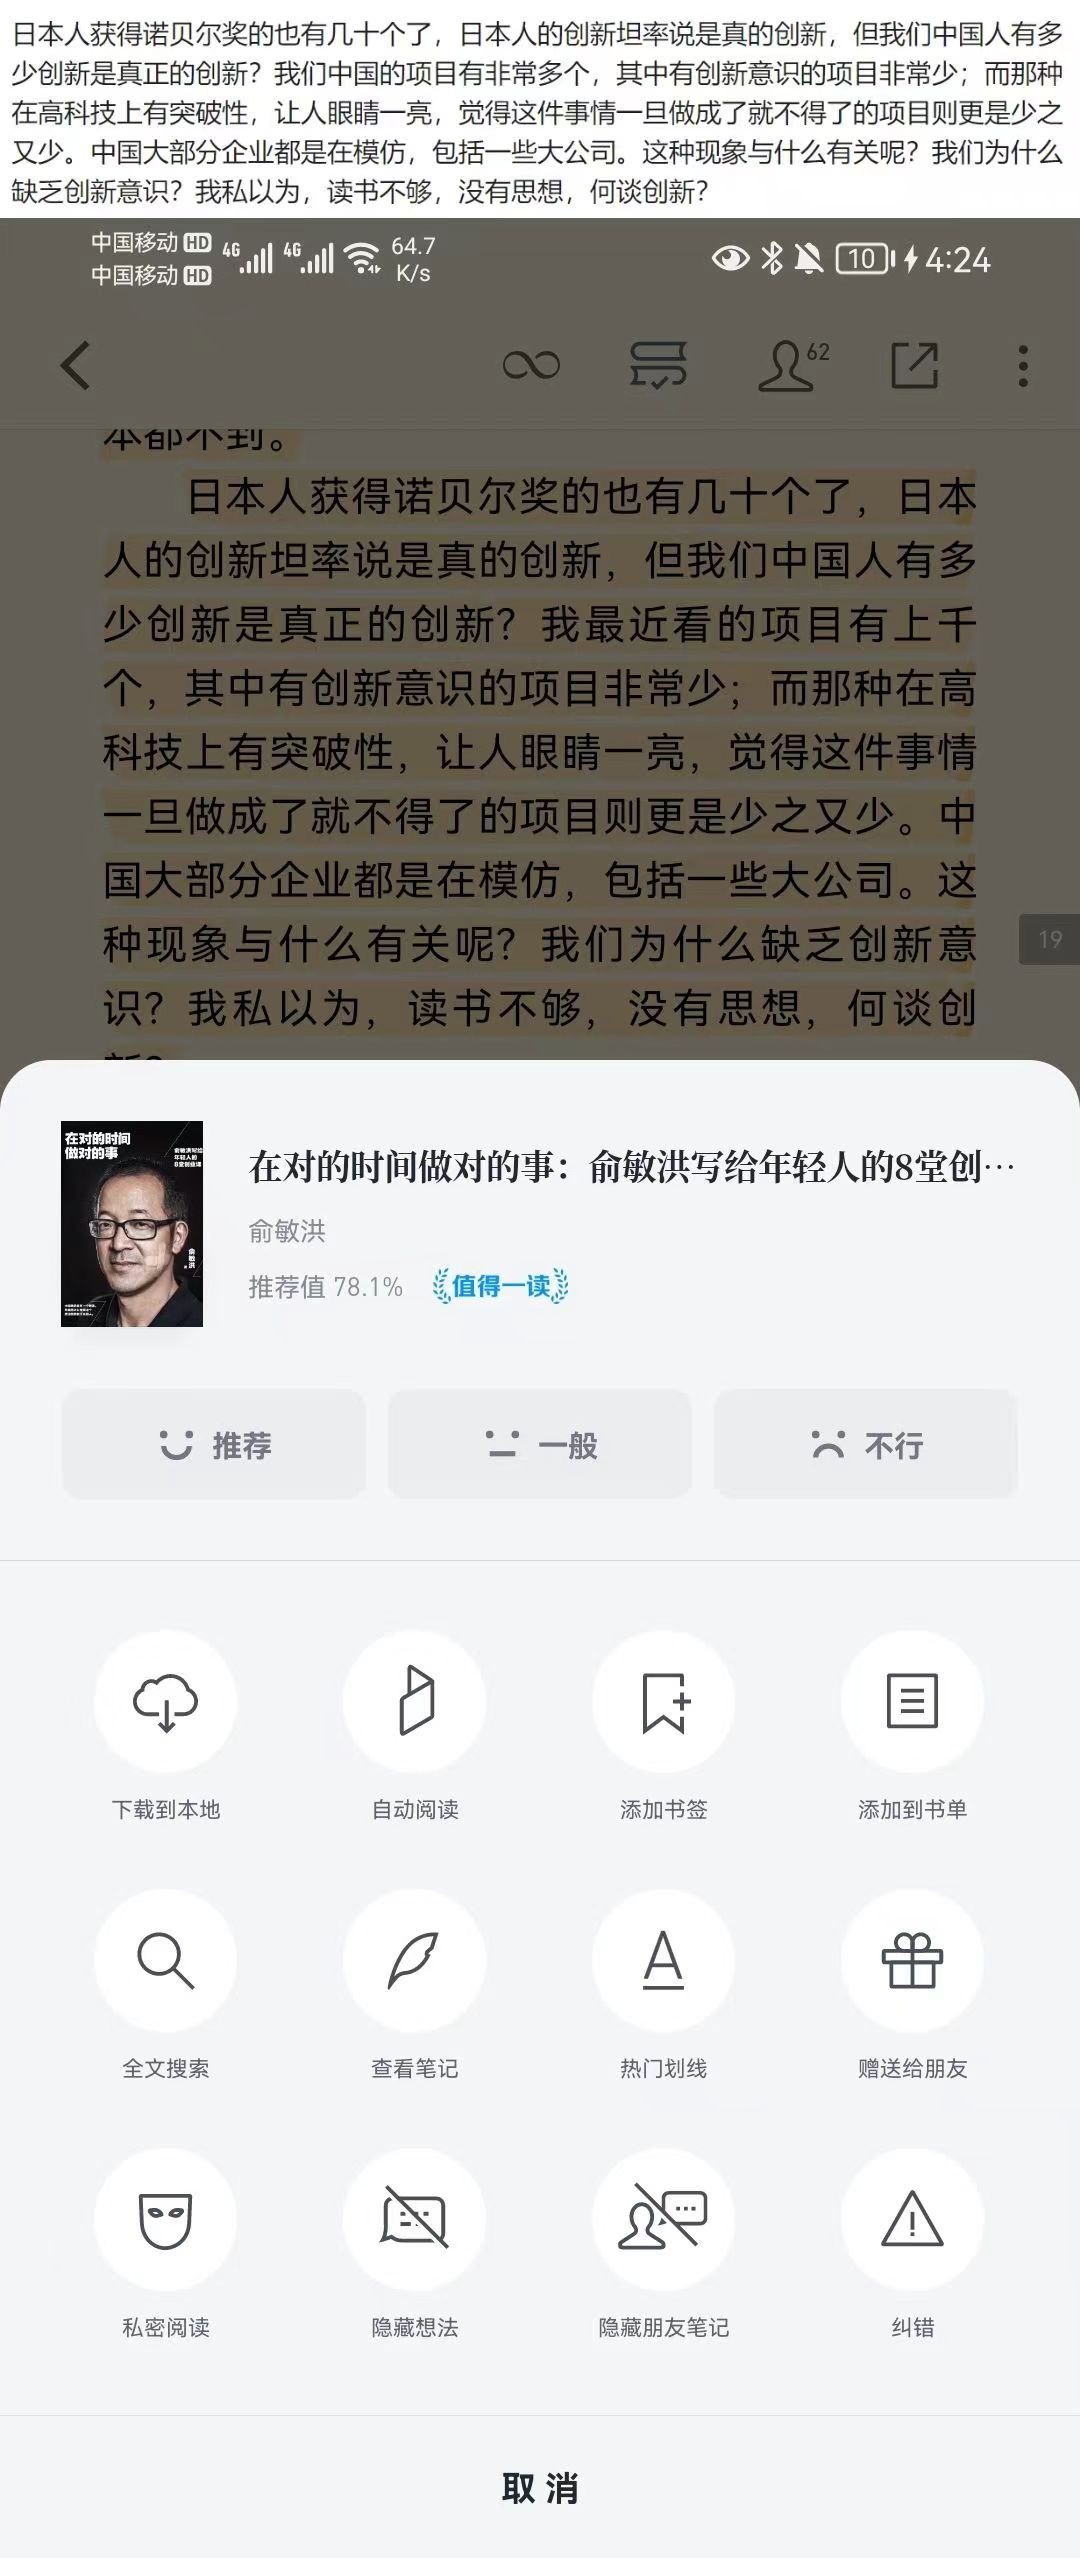 日本人获得诺贝尔奖的也有几十个了，日本人的创新坦率说是真的创新，但我们中国人有多
少创新是真正的创新？我们中国的项目有非常多个，其中有创新意识的项目非常少；而那种
在高科技上有突破性，让人眼睛一亮，觉得这件事情一旦做成了就不得了的项目则更是少之
又少。中国大部分企业都是在模仿，包括一些大公司。这种现象与什么有关呢？我们为什么
缺乏创新意识？我私以为，读书不够，没有思想，何谈创新？
中国移动 HD 4G 4G 64.7 K/s 10 4:24
中国移动 HD
62
本都不到。
日本人获得诺贝尔奖的也有几十个了，日本
人的创新坦率说是真的创新，但我们中国人有多
少创新是真正的创新？我最近看的项目有上千
个，其中有创新意识的项目非常少；而那种在高
科技上有突破性，让人眼睛一亮，觉得这件事情
一旦做成了就不得了的项目则更是少之又少。中
国大部分企业都是在模仿，包括一些大公司。这
种现象与什么有关呢？我们为什么缺乏创新意
19
识？我私以为，读书不够，没有思想，何谈创
新？
在对的时间
做对的事
俞敏洪写给
年轻人的
8堂创业课
俞敏洪
在对的时间做对的事：俞敏洪写给年轻人的8堂创…
俞敏洪
推荐值 78.1% 值得一读
推荐 一般 不行
下载到本地 自动阅读 添加书签 添加到书单
A
全文搜索 查看笔记 热门划线 赠送给朋友
私密阅读 隐藏想法 隐藏朋友笔记 纠错
取消